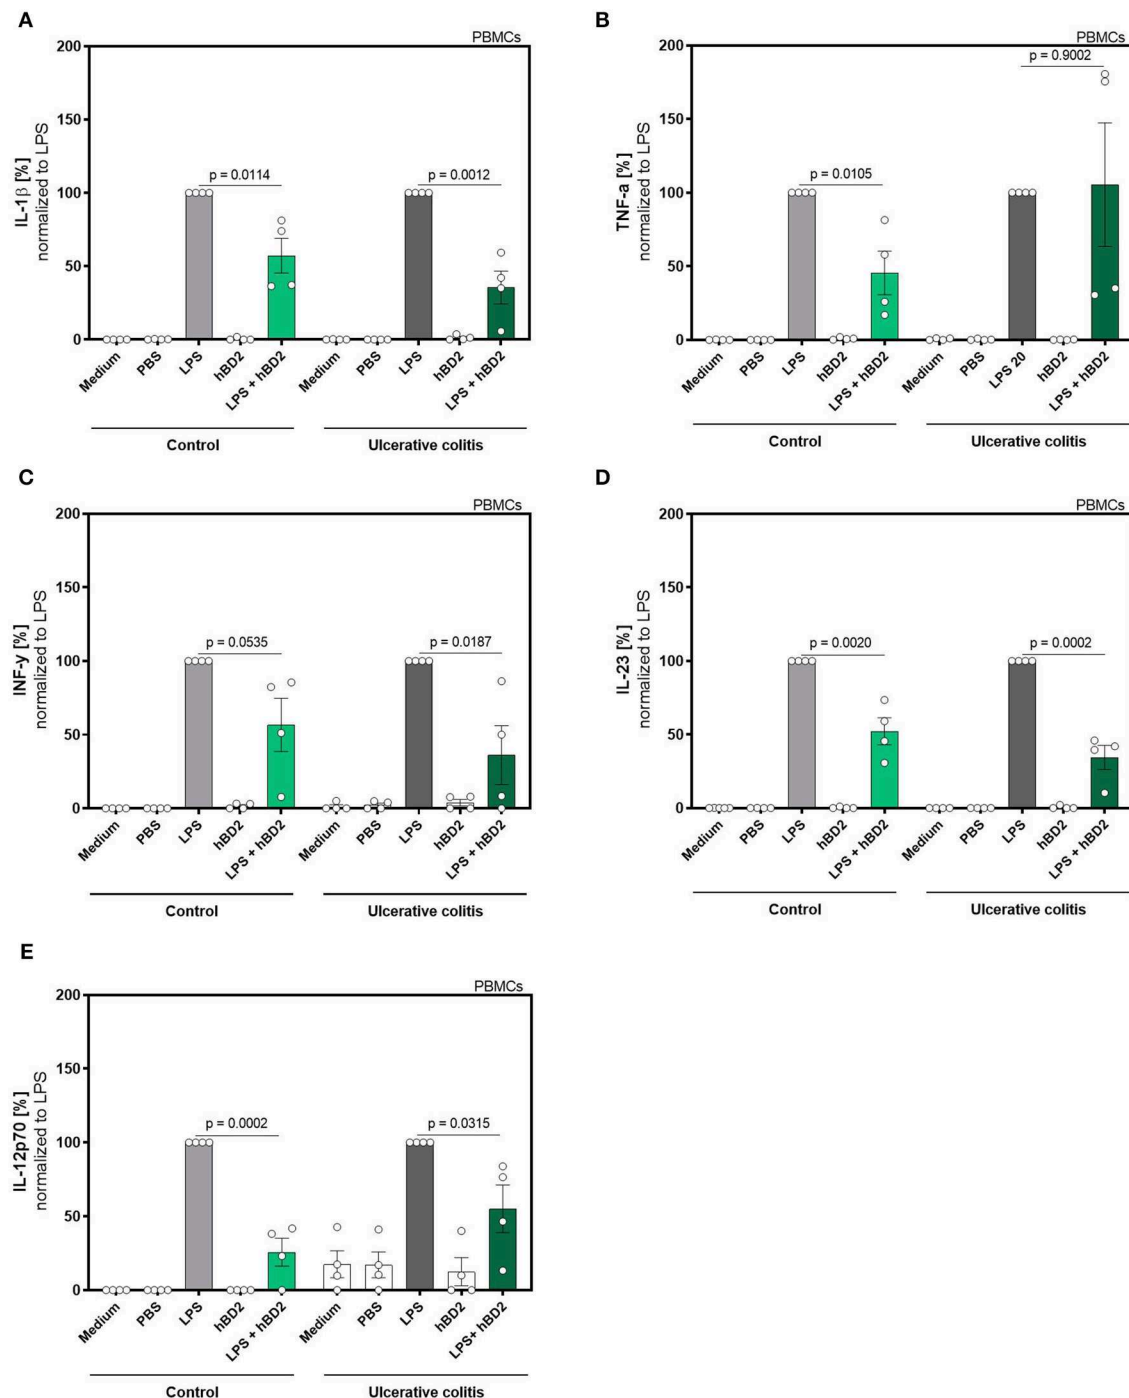 A
PBMCs
IL-1β [%]
normalized to LPS
200
150
100
50
0
p = 0.0114
p = 0.0012
Medium
PBS
LPS
hBD2
LPS + hBD2
Medium
PBS
LPS
hBD2
LPS + hBD2
Control
Ulcerative colitis
B
PBMCs
TNF-a [%]
normalized to LPS
200
150
100
50
0
p = 0.0105
p = 0.9002
Medium
PBS
LPS
hBD2
LPS + hBD2
Medium
PBS
LPS 20
hBD2
LPS + hBD2
Control
Ulcerative colitis
C
PBMCs
INF-y [%]
normalized to LPS
200
150
100
50
0
p = 0.0535
p = 0.0187
Medium
PBS
LPS
hBD2
LPS + hBD2
Medium
PBS
LPS
hBD2
LPS + hBD2
Control
Ulcerative colitis
D
PBMCs
IL-23 [%]
normalized to LPS
200
150
100
50
0
p = 0.0020
p = 0.0002
Medium
PBS
LPS
hBD2
LPS + hBD2
Medium
PBS
LPS
hBD2
LPS + hBD2
Control
Ulcerative colitis
E
PBMCs
IL-12p70 [%]
normalized to LPS
200
150
100
50
0
p = 0.0002
p = 0.0315
Medium
PBS
LPS
hBD2
LPS + hBD2
Medium
PBS
LPS
hBD2
LPS+ hBD2
Control
Ulcerative colitis